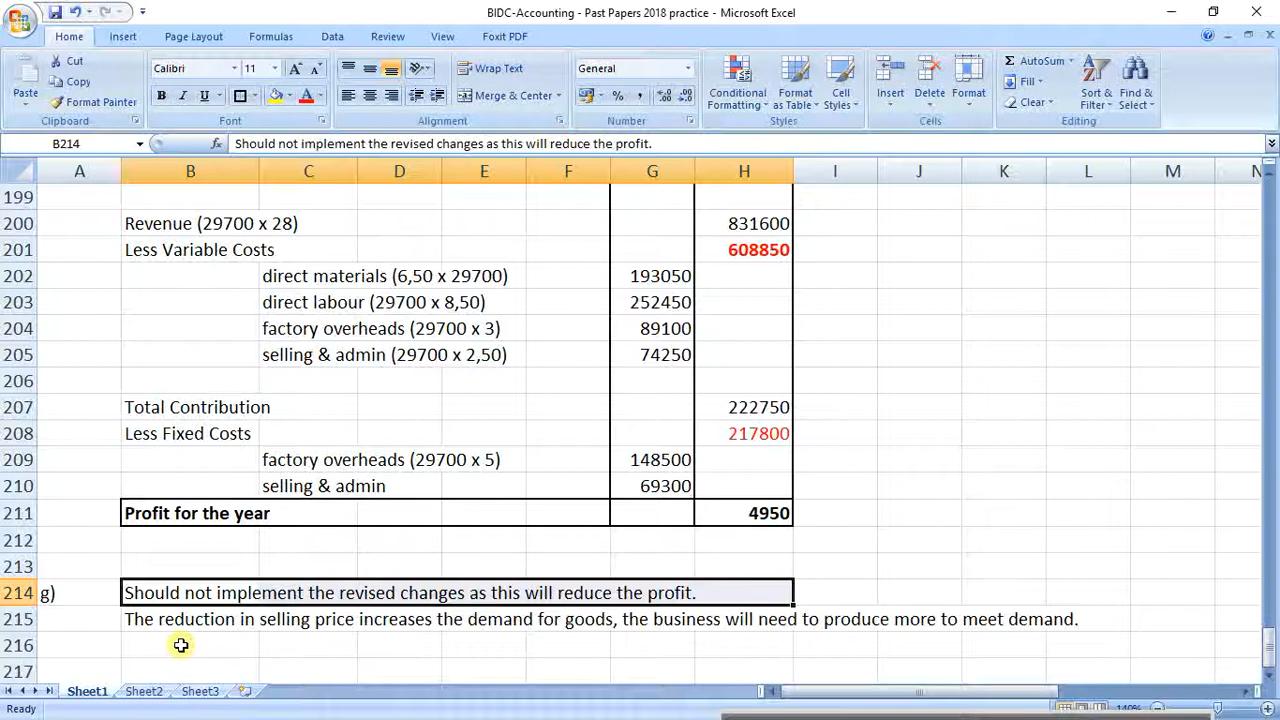 BIDC-Accounting - Past Papers 2018 practice - Microsoft Excel
Home Insert Page Layout Formulas Data Review View Foxit PDF
Cut Calibri 11 Wrap Text General AutoSum
Copy Fill
Paste Format Painter B I U A Merge & Center % , Conditional Formatting Format as Table Cell Styles Insert Delete Format Clear Sort & Filter Find & Select
Clipboard Font Alignment Number Styles Cells Editing
B214 fx Should not implement the revised changes as this will reduce the profit.
A B C D E F G H I J K L M N
199
200 Revenue (29700 x 28) 831600
201 Less Variable Costs 608850
202 direct materials (6,50 x 29700) 193050
203 direct labour (29700 x 8,50) 252450
204 factory overheads (29700 x 3) 89100
205 selling & admin (29700 x 2,50) 74250
206
207 Total Contribution 222750
208 Less Fixed Costs 217800
209 factory overheads (29700 x 5) 148500
210 selling & admin 69300
211 Profit for the year 4950
212
213
214 g) Should not implement the revised changes as this will reduce the profit.
215 The reduction in selling price increases the demand for goods, the business will need to produce more to meet demand.
216
217
Sheet1 Sheet2 Sheet3
Ready 140%